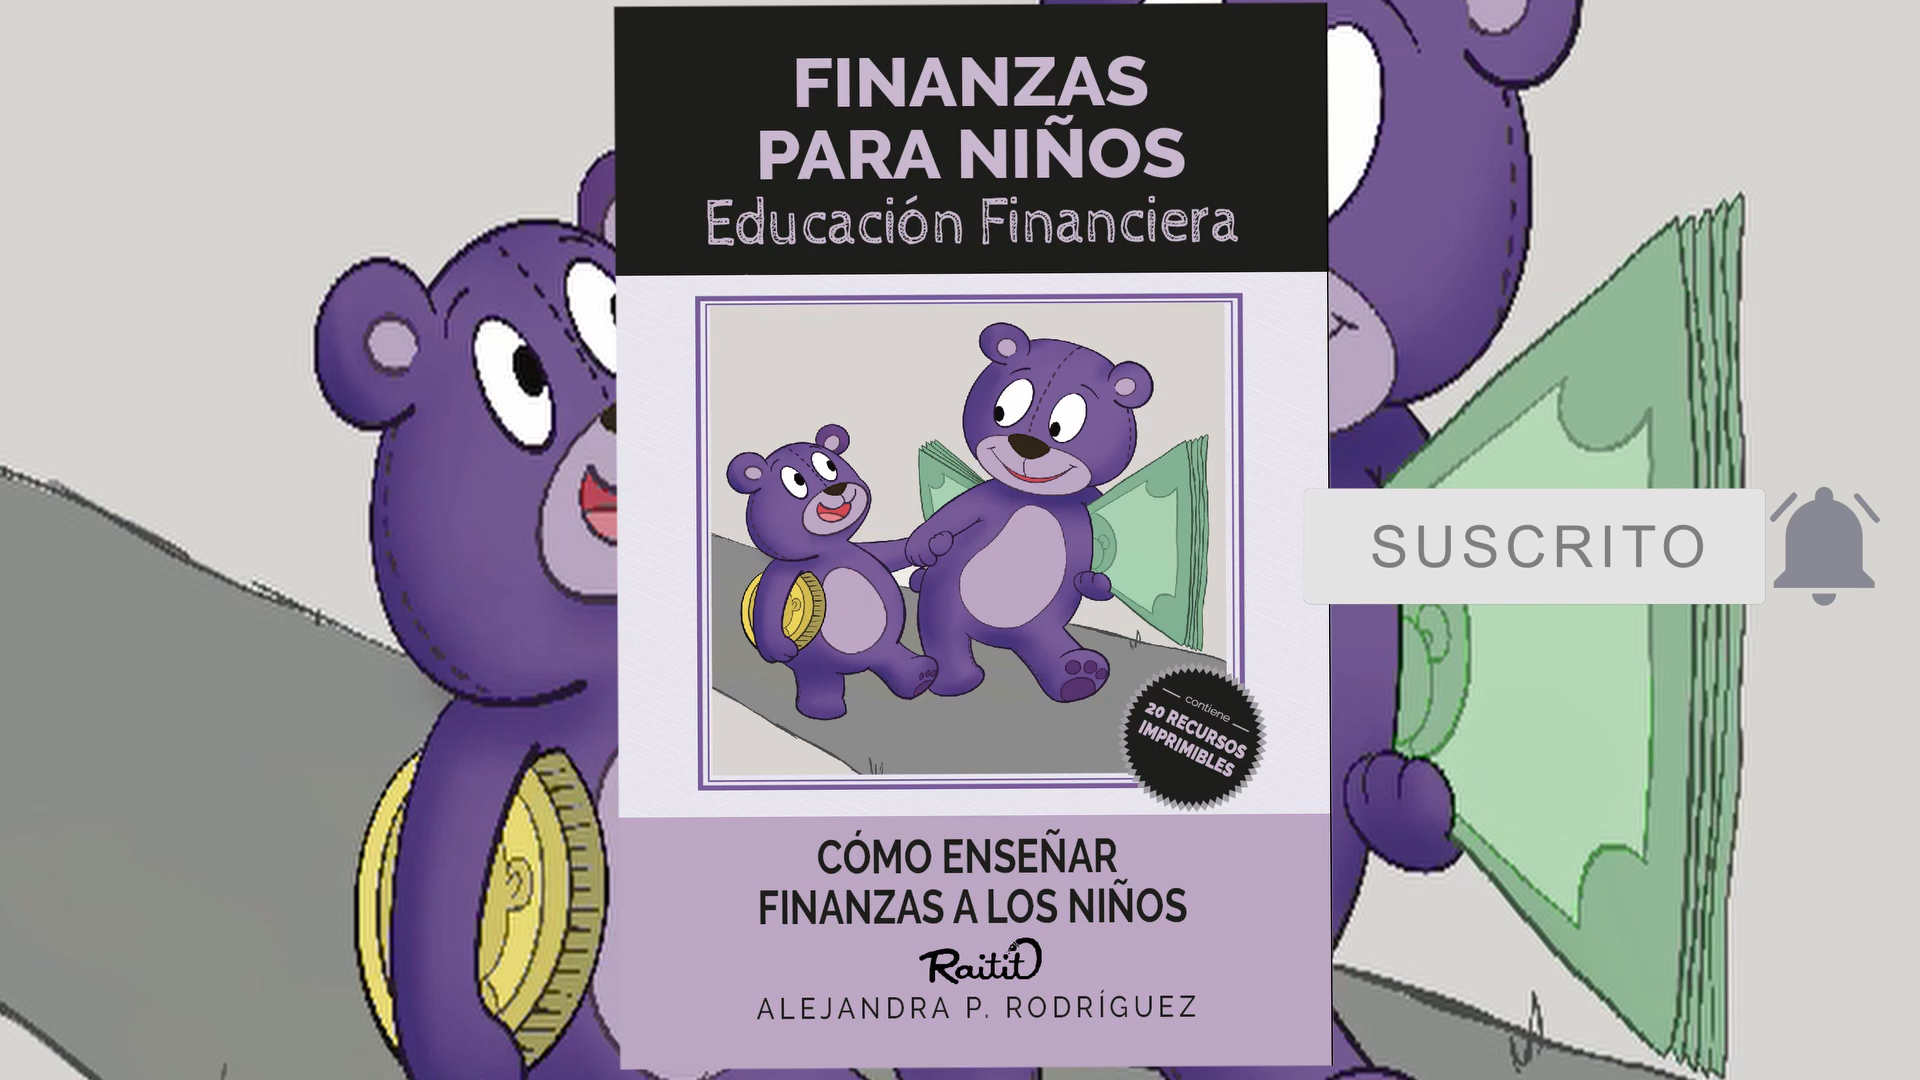 FINANZAS
PARA NIÑOS
Educación Financiera
contiene
20 RECURSOS
IMPRIMIBLES
SUSCRITO
CÓMO ENSEÑAR
FINANZAS A LOS NIÑOS
Raitit
ALEJANDRA P. RODRÍGUEZ